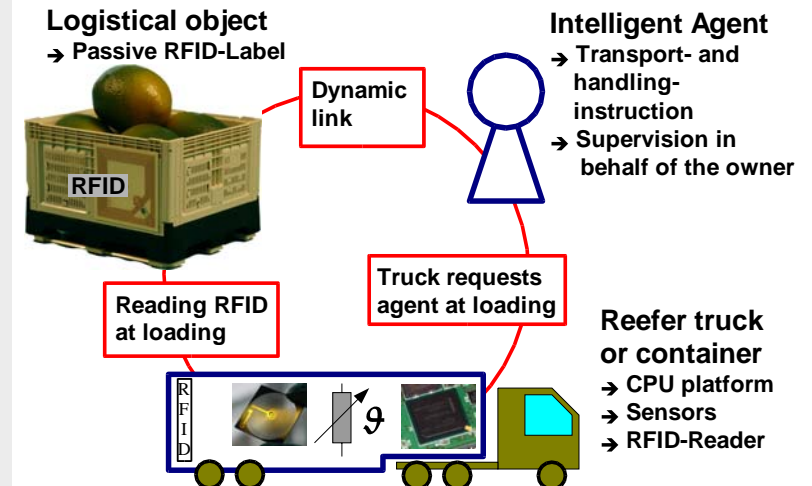 Logistical object
→ Passive RFID-Label
RFID
Dynamic
link
Intelligent Agent
→ Transport- and
handling-
instruction
→ Supervision in
behalf of the owner
Reading RFID
at loading
Truck requests
agent at loading
Reefer truck
or container
→ CPU platform
→ Sensors
→ RFID-Reader
RFID
ϑ